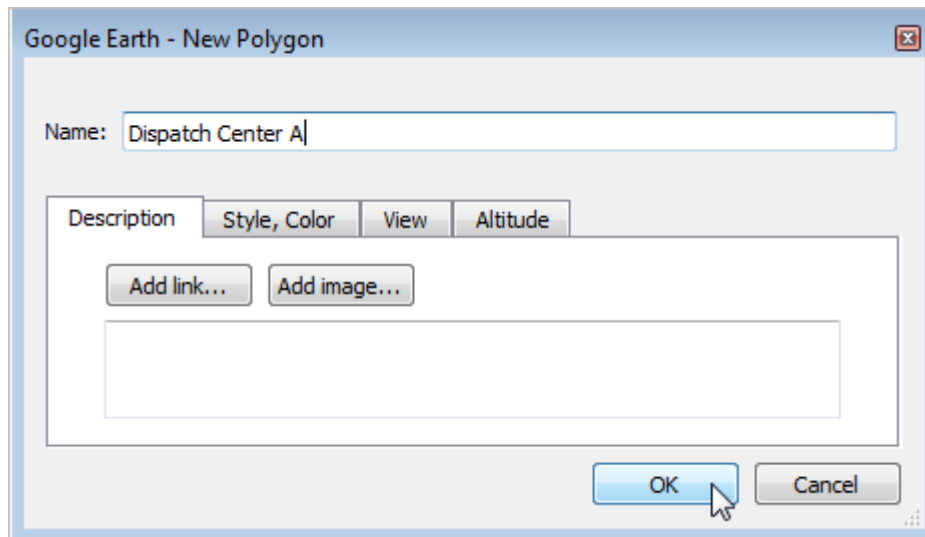 Google Earth - New Polygon
Name: Dispatch Center A
Description Style, Color View Altitude
Add link... Add image...
OK Cancel